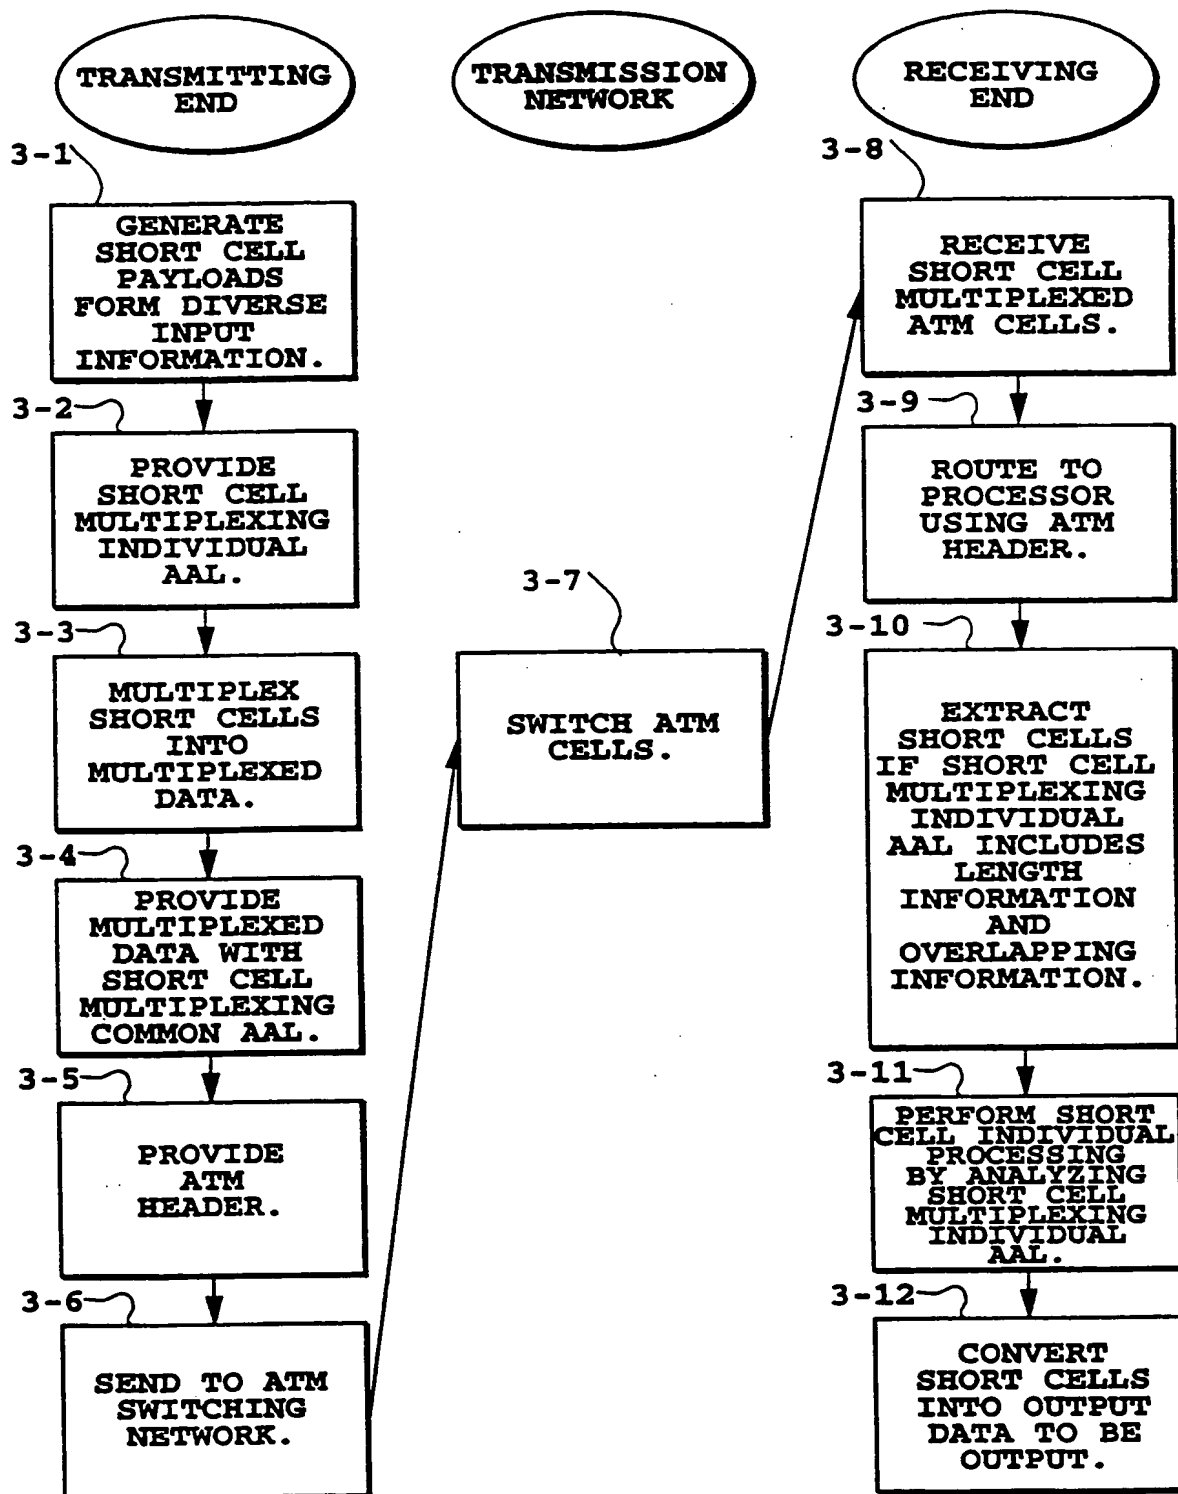 TRANSMITTING
END
3-1
GENERATE
SHORT CELL
PAYLOADS
FORM DIVERSE
INPUT
INFORMATION.
3-2
PROVIDE
SHORT CELL
MULTIPLEXING
INDIVIDUAL
AAL.
3-3
MULTIPLEX
SHORT CELLS
INTO
MULTIPLEXED
DATA.
3-4
PROVIDE
MULTIPLEXED
DATA WITH
SHORT CELL
MULTIPLEXING
COMMON AAL.
3-5
PROVIDE
ATM
HEADER.
3-6
SEND TO ATM
SWITCHING
NETWORK.
TRANSMISSION
NETWORK
3-7
SWITCH ATM
CELLS.
RECEIVING
END
3-8
RECEIVE
SHORT CELL
MULTIPLEXED
ATM CELLS.
3-9
ROUTE TO
PROCESSOR
USING ATM
HEADER.
3-10
EXTRACT
SHORT CELLS
IF SHORT CELL
MULTIPLEXING
INDIVIDUAL
AAL INCLUDES
LENGTH
INFORMATION
AND
OVERLAPPING
INFORMATION.
3-11
PERFORM SHORT
CELL INDIVIDUAL
PROCESSING
BY ANALYZING
SHORT CELL
MULTIPLEXING
INDIVIDUAL
AAL.
3-12
CONVERT
SHORT CELLS
INTO OUTPUT
DATA TO BE
OUTPUT.